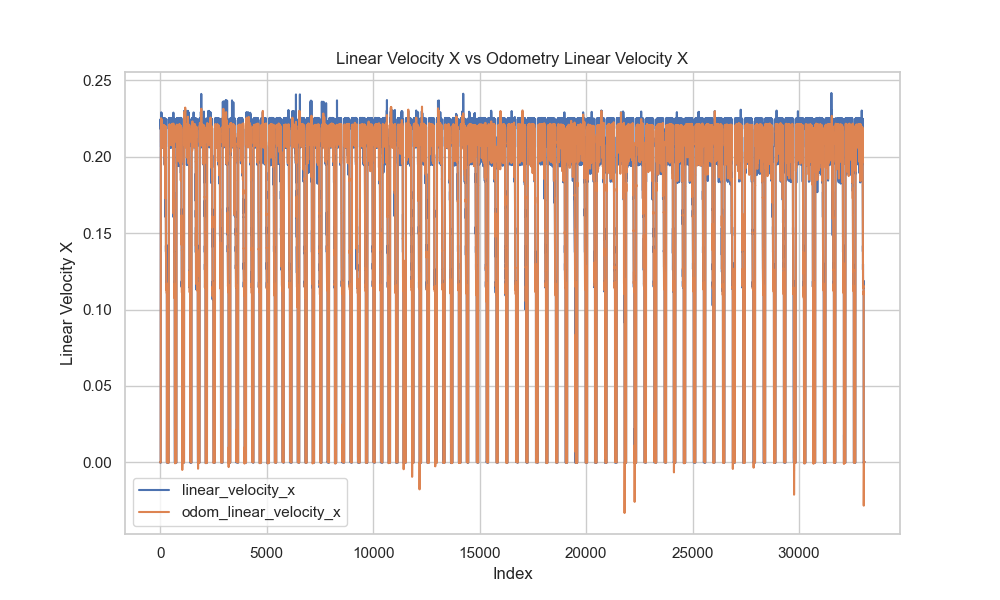 Linear Velocity X vs Odometry Linear Velocity X
0.25
0.20
0.15
0.10
0.05
0.00
Linear Velocity X
linear_velocity_x
odom_linear_velocity_x
0 5000 10000 15000 20000 25000 30000
Index